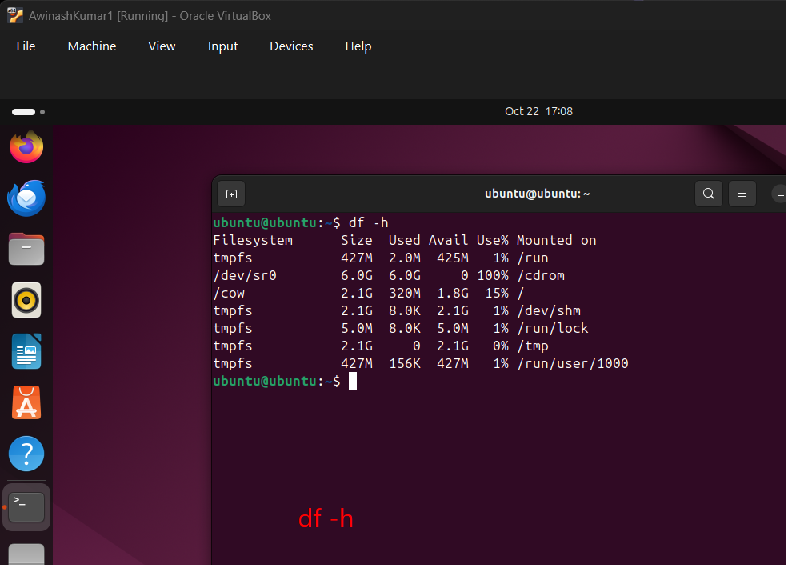 AwinashKumar1 [Running] - Oracle VirtualBox
File Machine View Input Devices Help
Oct 22 17:08
ubuntu@ubuntu: ~
ubuntu@ubuntu:~$ df -h
Filesystem Size Used Avail Use% Mounted on
tmpfs 427M 2.0M 425M 1% /run
/dev/sr0 6.0G 6.0G 0 100% /cdrom
/cow 2.1G 320M 1.8G 15% /
tmpfs 2.1G 8.0K 2.1G 1% /dev/shm
tmpfs 5.0M 8.0K 5.0M 1% /run/lock
tmpfs 2.1G 0 2.1G 0% /tmp
tmpfs 427M 156K 427M 1% /run/user/1000
ubuntu@ubuntu:~$
df -h